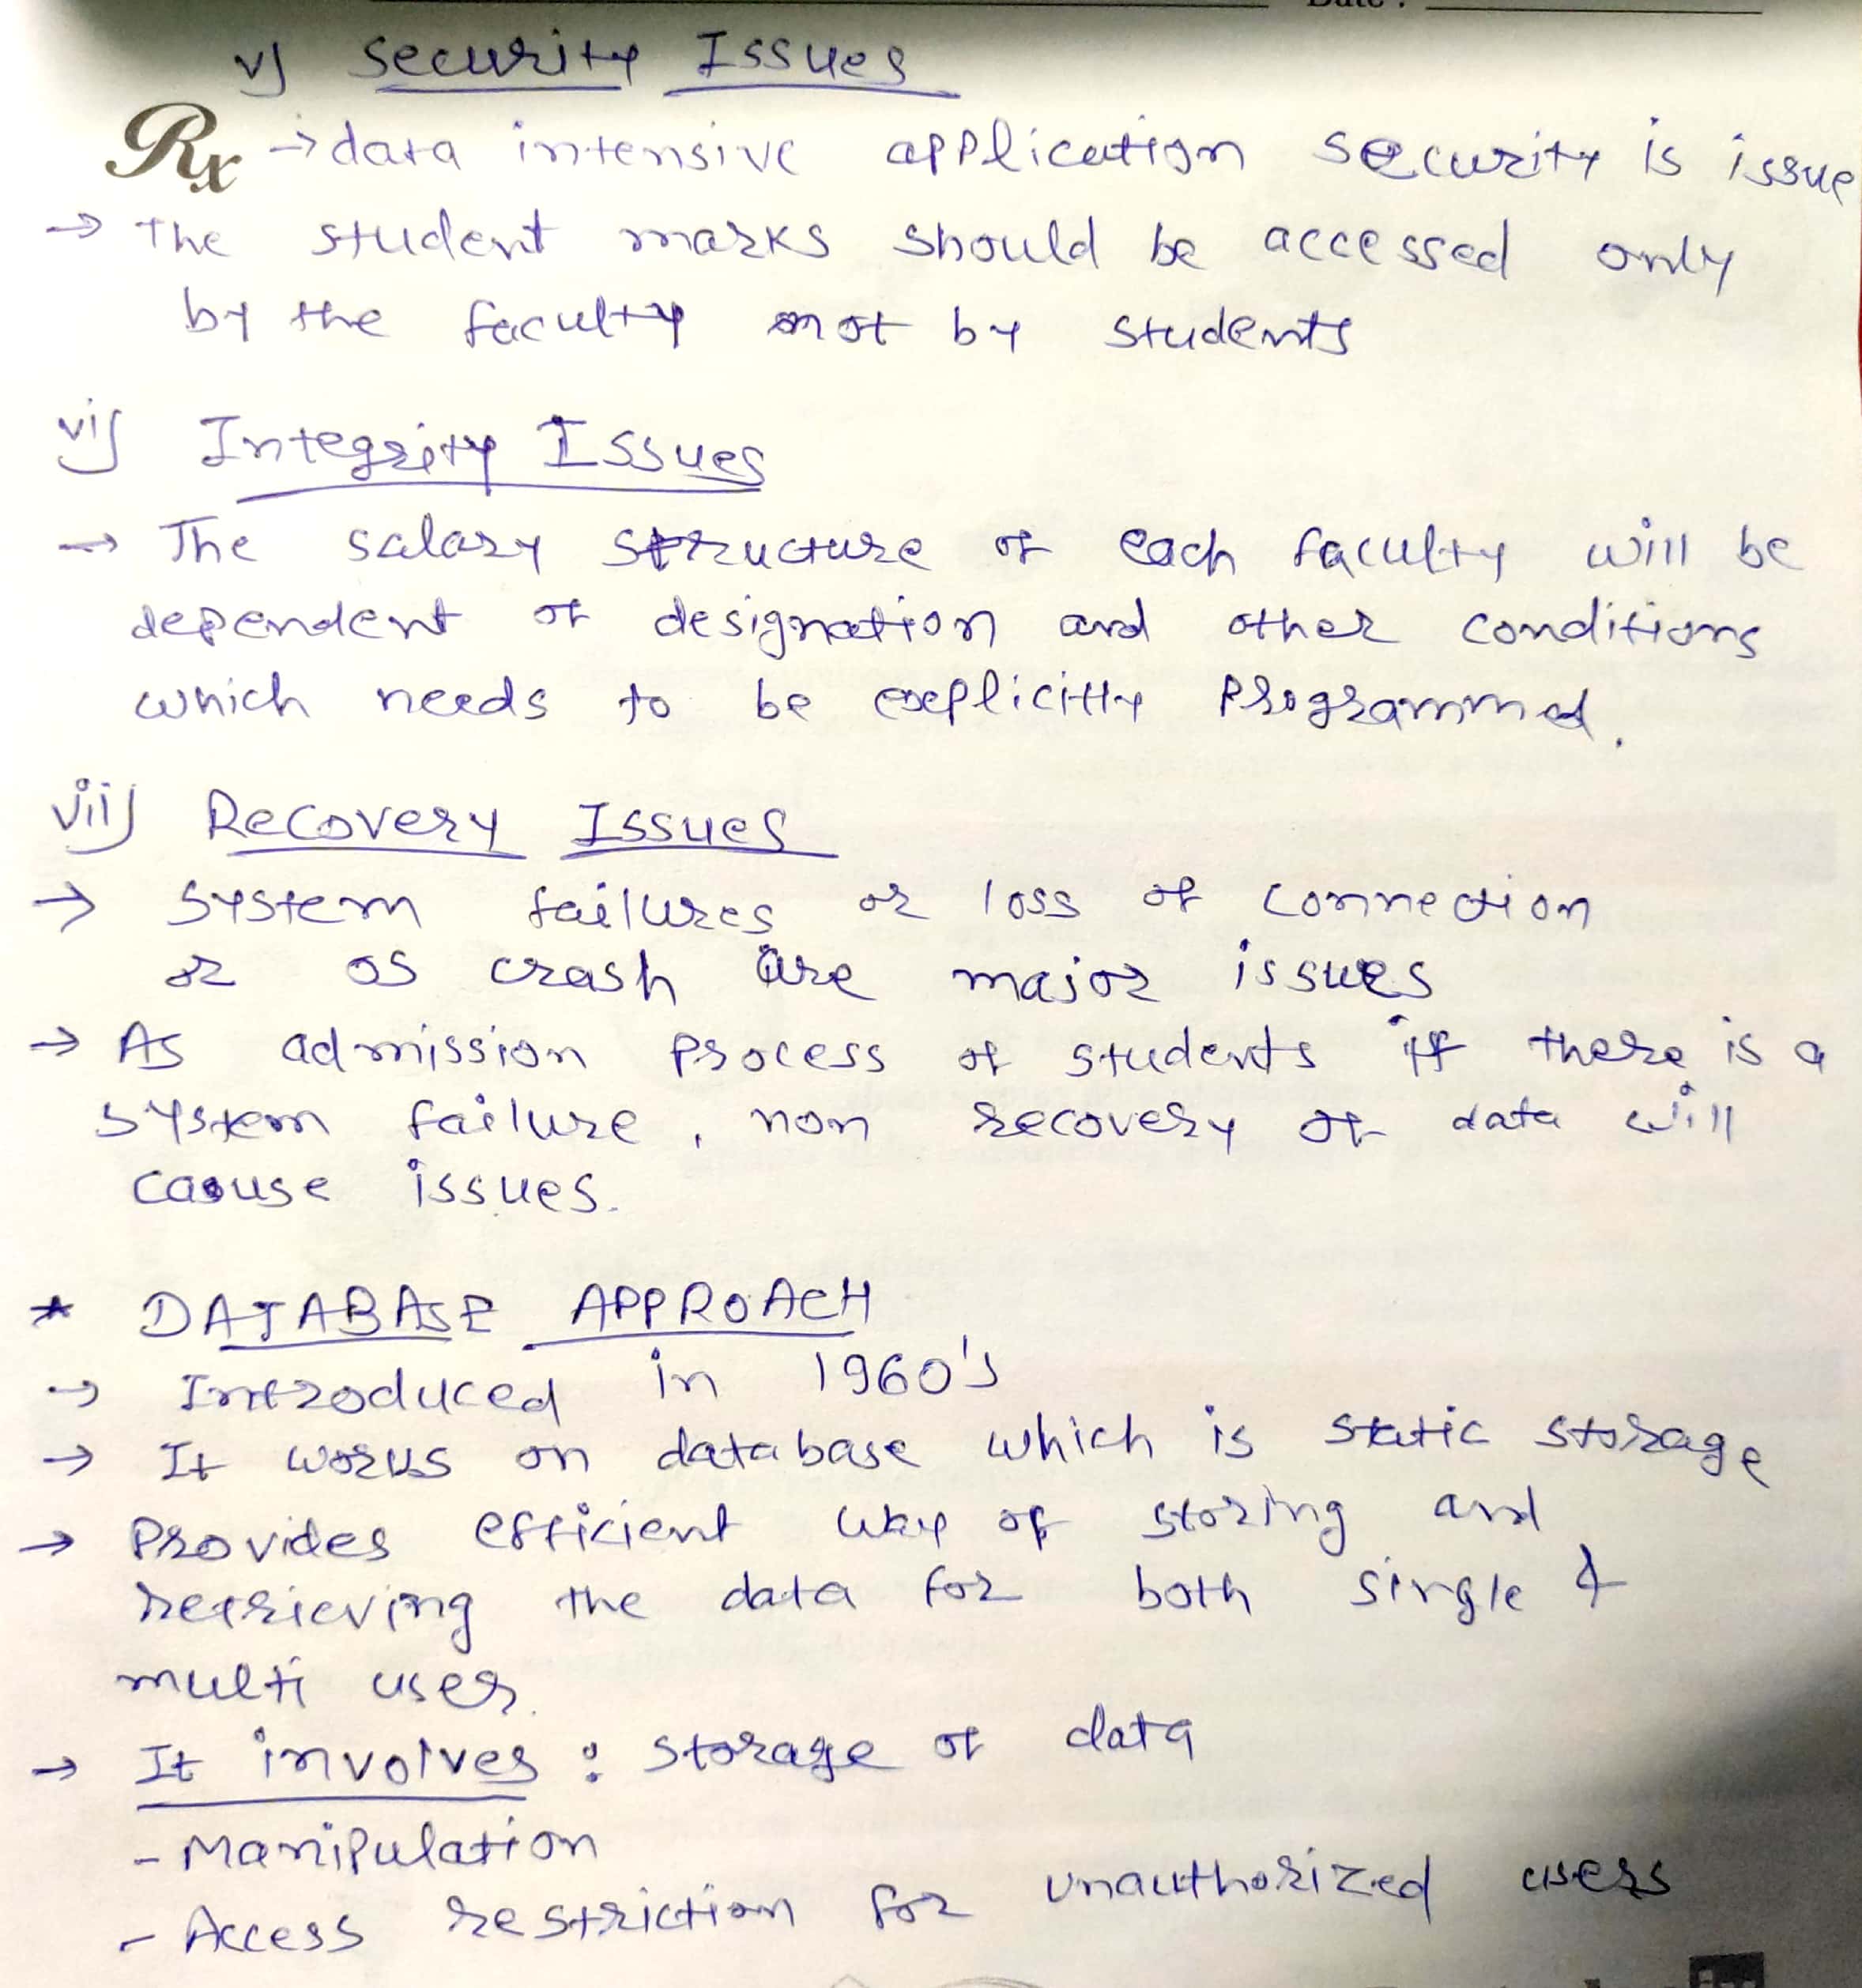 Date :
v) Security Issues
Rx → data intensive application security is issue
→ The student marks should be accessed only
by the faculty not by students
vi) Integrity Issues
→ The salary structure of each faculty will be
dependent of designation and other conditions
which needs to be explicitly programmed.
vii) Recovery Issues
→ System failures or loss of connection
or OS crash are major issues
→ As admission process of students if there is a
system failure, non recovery of data will
cause issues.
* DATABASE APPROACH
→ Introduced in 1960's
→ It works on database which is static storage
→ Provides efficient way of storing and
retrieving the data for both single &
multi user.
→ It involves : storage of data
- Manipulation
- Access restriction for unauthorized users